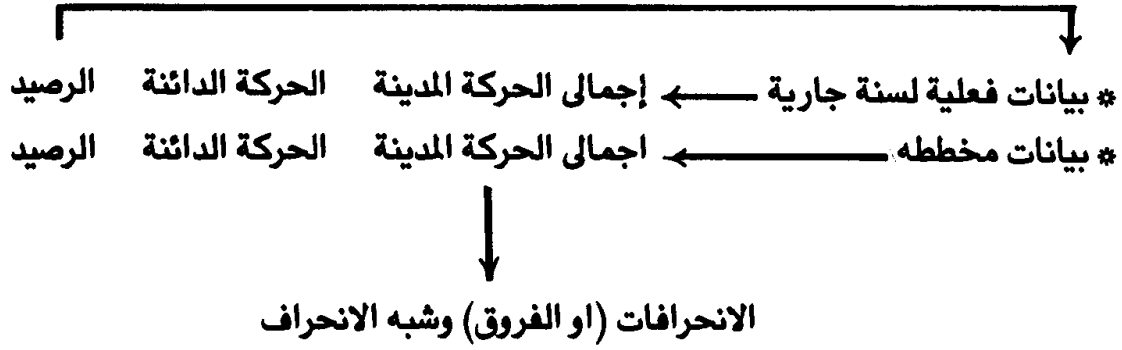 * بيانات فعلية لسنة جارية ← إجمالى الحركة المدينة الحركة الدائنة الرصيد
* بيانات مخططه ← اجمالى الحركة المدينة الحركة الدائنة الرصيد
الانحرافات (او الفروق) وشبه الانحراف